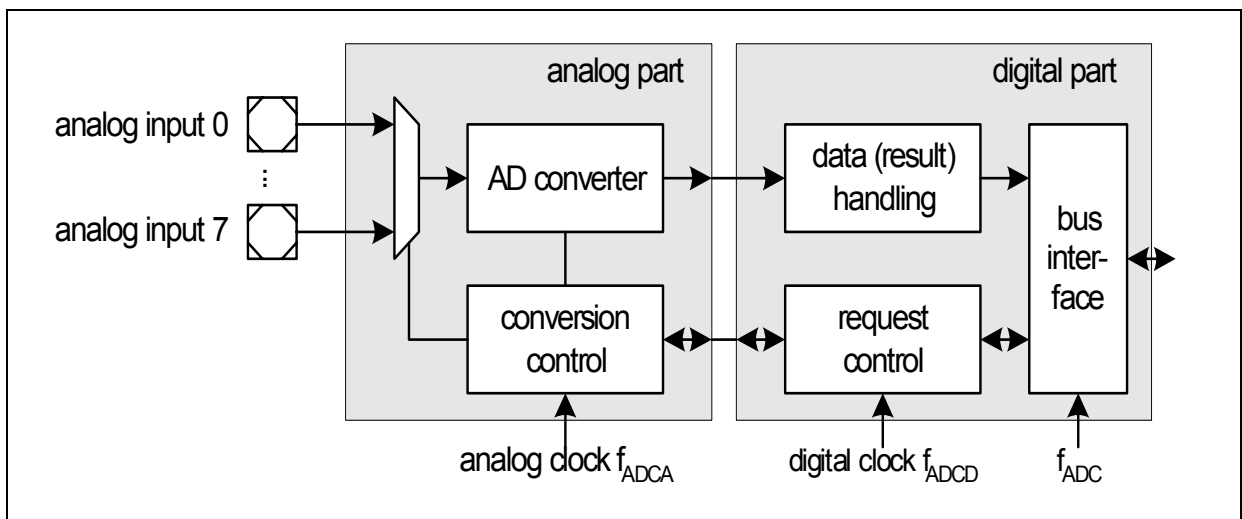 analog part
digital part
analog input 0
...
analog input 7
AD converter
data (result)
handling
bus
inter-
face
conversion
control
request
control
analog clock fADCA
digital clock fADCD
fADC